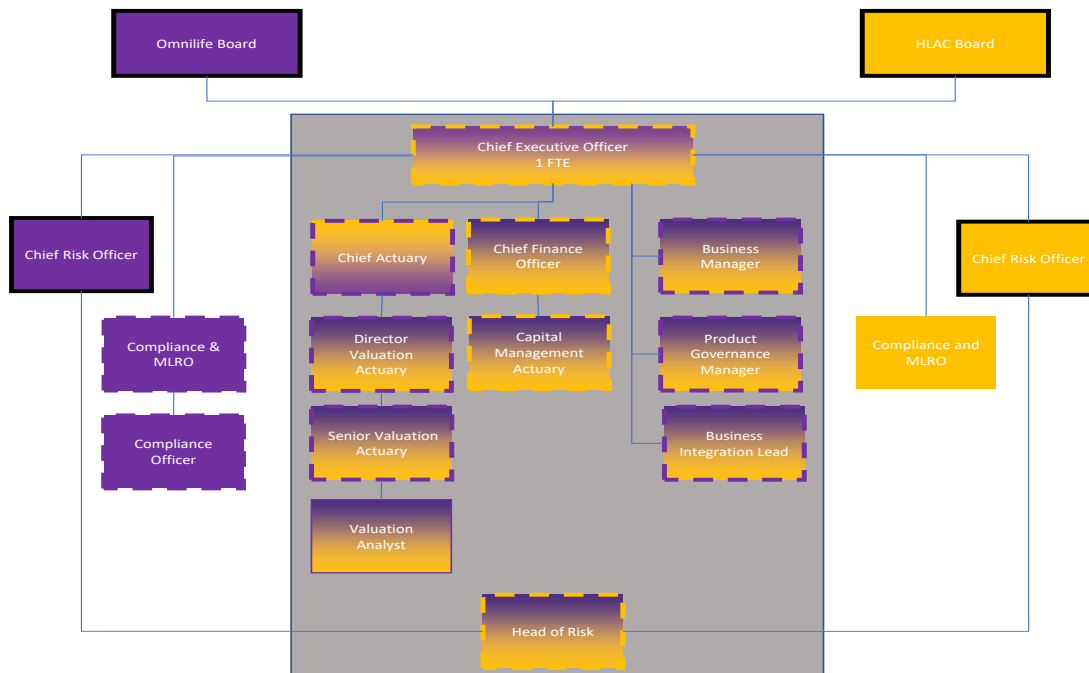 Omnilife Board
HLAC Board
Chief Executive Officer
1 FTE
Chief Risk Officer
Chief Actuary
Chief Finance
Officer
Business
Manager
Chief Risk Officer
Compliance &
MLRO
Director
Valuation
Actuary
Capital
Management
Actuary
Product
Governance
Manager
Compliance and
MLRO
Compliance
Officer
Senior Valuation
Actuary
Business
Integration Lead
Valuation
Analyst
Head of Risk